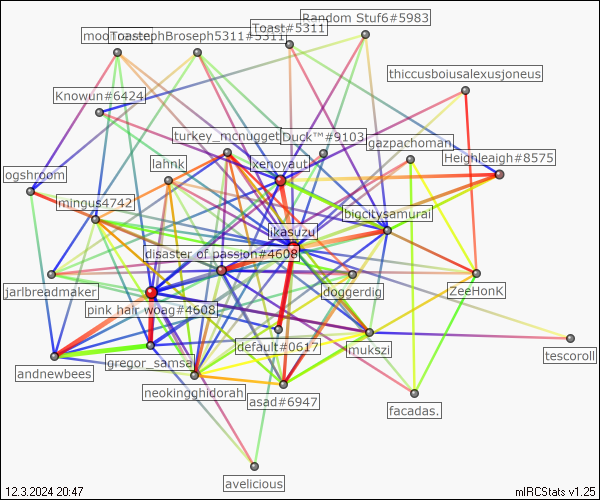 Random Stuf6#5983
Toast#5311
ToastephBroseph5311#5311
thiccusboiusalexusjoneus
Knowun#6424
turkey_mcnugget
Duck™#9103
gazpachoman
Heighleaigh#8575
lahnk
xenoyaut
ogshroom
mingus4742
bigcitysamurai
ikasuzu
disaster of passion#4608
jarlbreadmaker
doggerdig
ZeeHonK
pink hair woag#4608
default#0617
mukszi
tescoroll
gregor_samsa
andnewbees
neokingghidorah
asad#6947
facadas.
avelicious
12.3.2024 20:47
mIRCStats v1.25